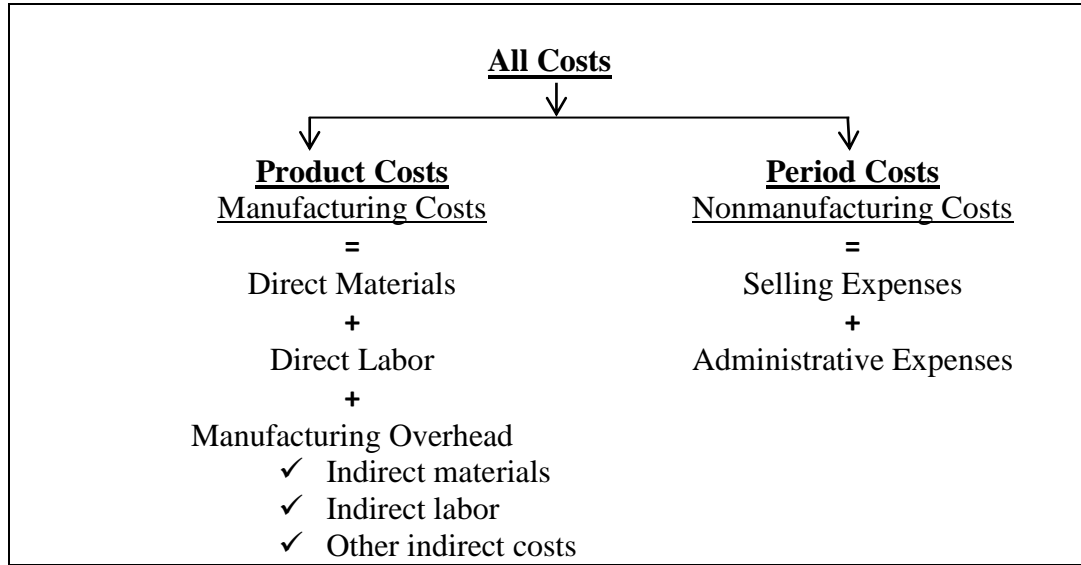 All Costs
Product Costs
Manufacturing Costs
=
Direct Materials
+
Direct Labor
+
Manufacturing Overhead
✓ Indirect materials
✓ Indirect labor
✓ Other indirect costs
Period Costs
Nonmanufacturing Costs
=
Selling Expenses
+
Administrative Expenses